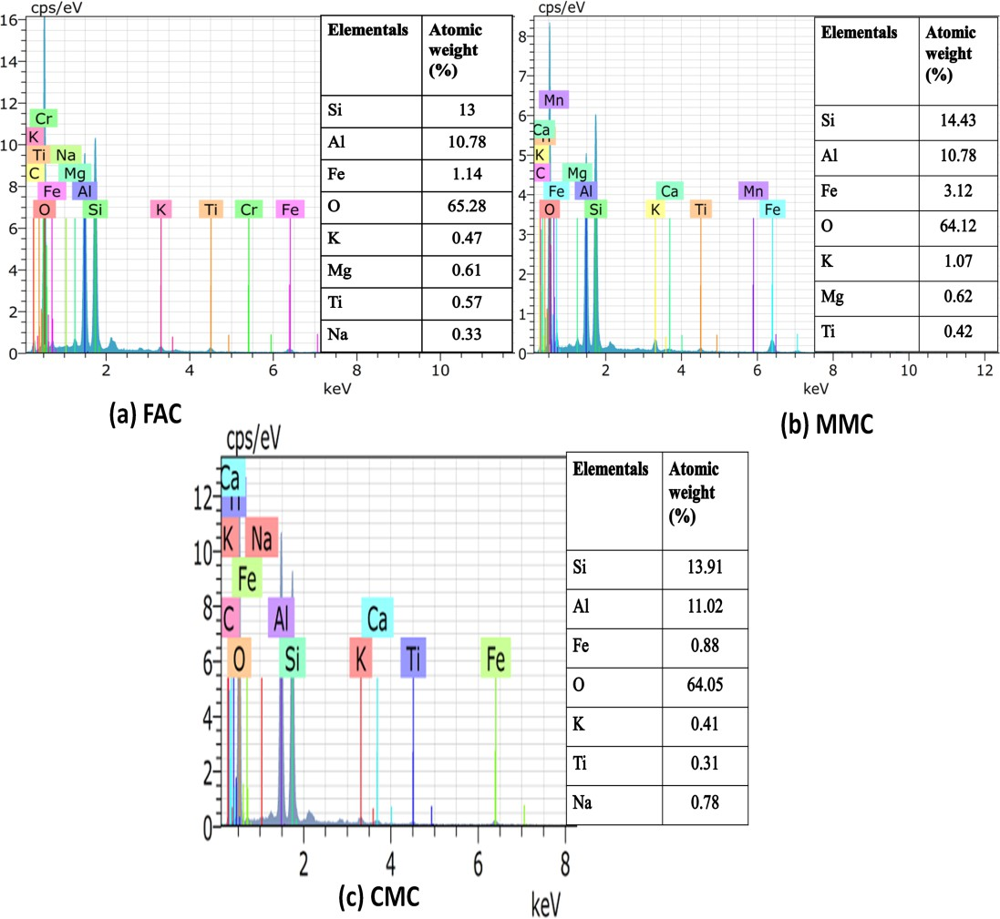 cps/eV
16
14
12
10
8
6
4
2
0
Cr
K
Ti Na
C Mg
Fe Al
O Si K Ti Cr Fe
2 4 6 8 10
keV
Elementals Atomic
weight
(%)
Si 13
Al 10.78
Fe 1.14
O 65.28
K 0.47
Mg 0.61
Ti 0.57
Na 0.33
(a) FAC
cps/eV
8
7
6
5
4
3
2
1
0
Mn
Ca
K
C Mg
Fe Al Ca Mn
O Si K Ti Fe
2 4 6 8 10 12
keV
Elementals Atomic
weight
(%)
Si 14.43
Al 10.78
Fe 3.12
O 64.12
K 1.07
Mg 0.62
Ti 0.42
(b) MMC
cps/eV
12
10
8
6
4
2
0
Ca
K Na
Fe
C Al Ca
O Si K Ti Fe
2 4 6 8
keV
Elementals Atomic
weight
(%)
Si 13.91
Al 11.02
Fe 0.88
O 64.05
K 0.41
Ti 0.31
Na 0.78
(c) CMC